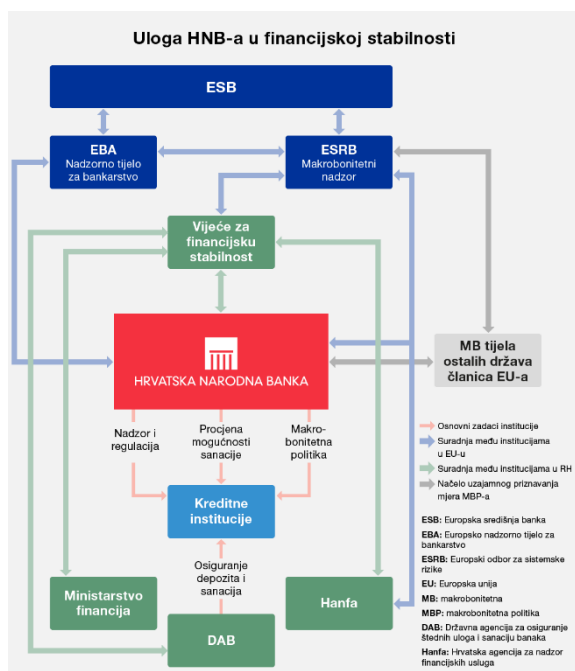 Uloga HNB-a u financijskoj stabilnosti
ESB
EBA
Nadzorno tijelo
za bankarstvo
ESRB
Makrobonitetni
nadzor
Vijeće za
financijsku
stabilnost
HRVATSKA NARODNA BANKA
MB tijela
ostalih država
članica EU-a
Nadzor i
regulacija
Procjena
mogućnosti
sanacije
Makro-
bonitetna
politika
Kreditne
institucije
Osiguranje
depozita i
sanacija
Ministarstvo
financija
DAB
Hanfa
Osnovni zadaci institucije
Suradnja među institucijama
u EU-u
Suradnja među institucijama u RH
Načelo uzajamnog priznavanja
mjera MBP-a
ESB: Europska središnja banka
EBA: Europsko nadzorno tijelo za
bankarstvo
ESRB: Europski odbor za sistemske
rizike
EU: Europska unija
MB: makrobonitetna
MBP: makrobonitetna politika
DAB: Državna agencija za osiguranje
štednih uloga i sanaciju banaka
Hanfa: Hrvatska agencija za nadzor
financijskih usluga